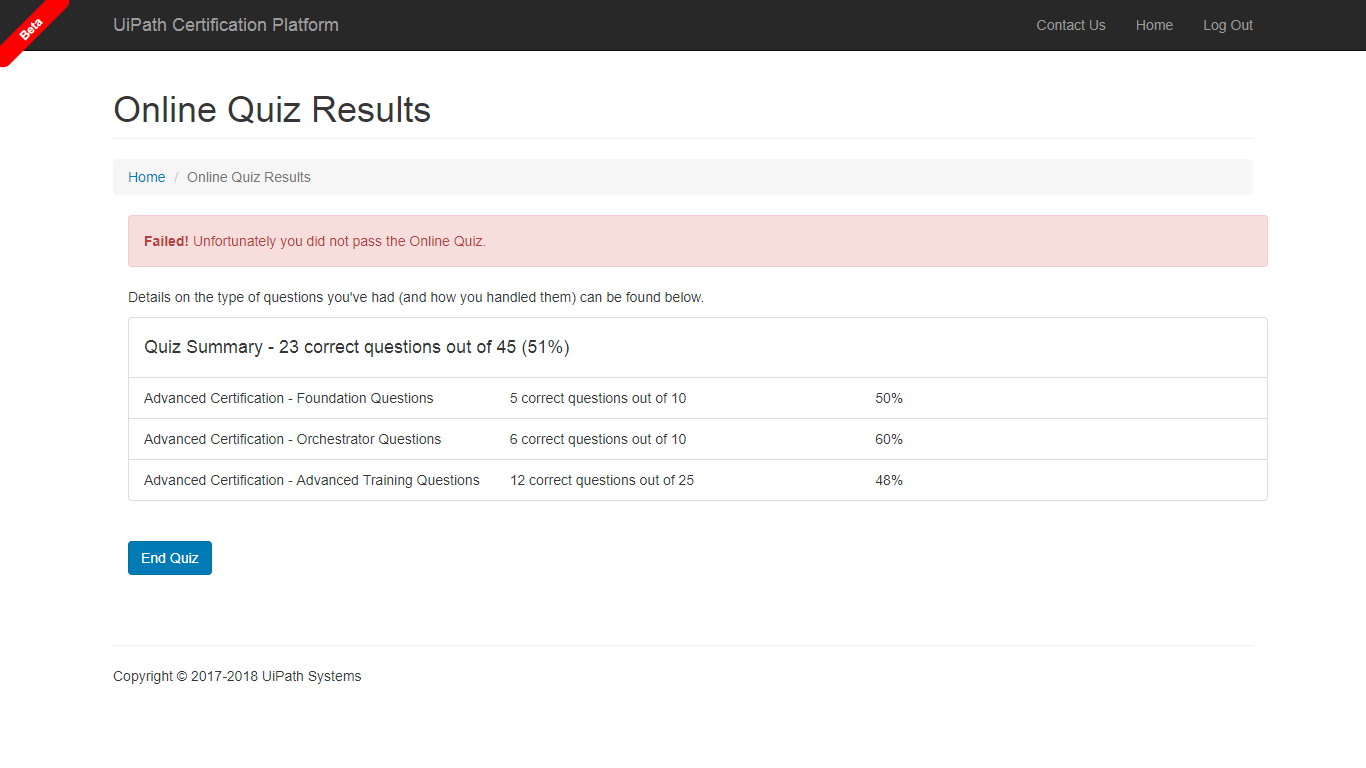 Beta
UiPath Certification Platform Contact Us Home Log Out
Online Quiz Results
Home / Online Quiz Results
Failed! Unfortunately you did not pass the Online Quiz.
Details on the type of questions you've had (and how you handled them) can be found below.
Quiz Summary - 23 correct questions out of 45 (51%)
Advanced Certification - Foundation Questions 5 correct questions out of 10 50%
Advanced Certification - Orchestrator Questions 6 correct questions out of 10 60%
Advanced Certification - Advanced Training Questions 12 correct questions out of 25 48%
End Quiz
Copyright © 2017-2018 UiPath Systems